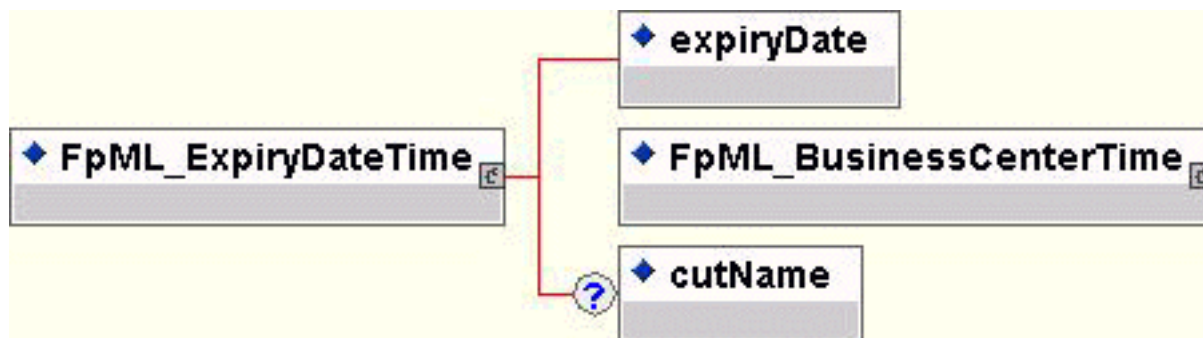 expiryDate
FpML_ExpiryDateTime
FpML_BusinessCenterTime
?
cutName